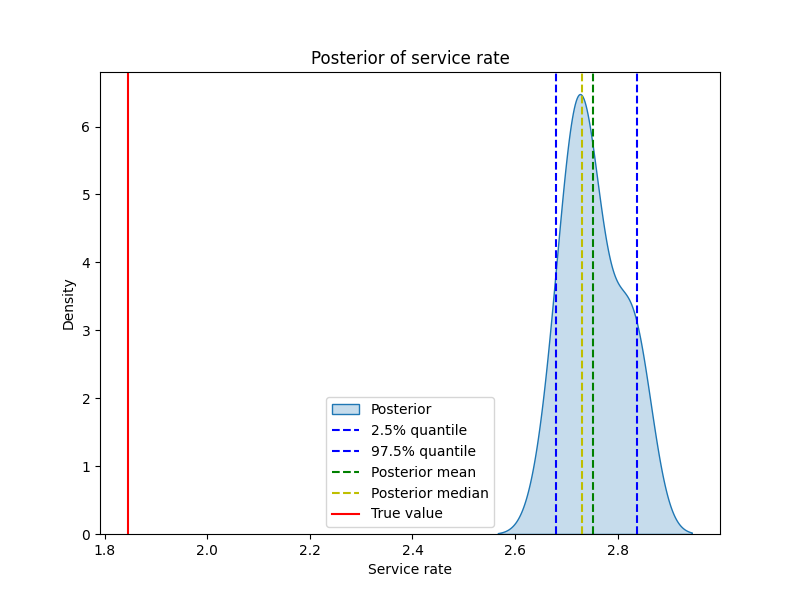 Posterior of service rate
Density
6
5
4
3
2
1
0
Posterior
2.5% quantile
97.5% quantile
Posterior mean
Posterior median
True value
1.8 2.0 2.2 2.4 2.6 2.8
Service rate